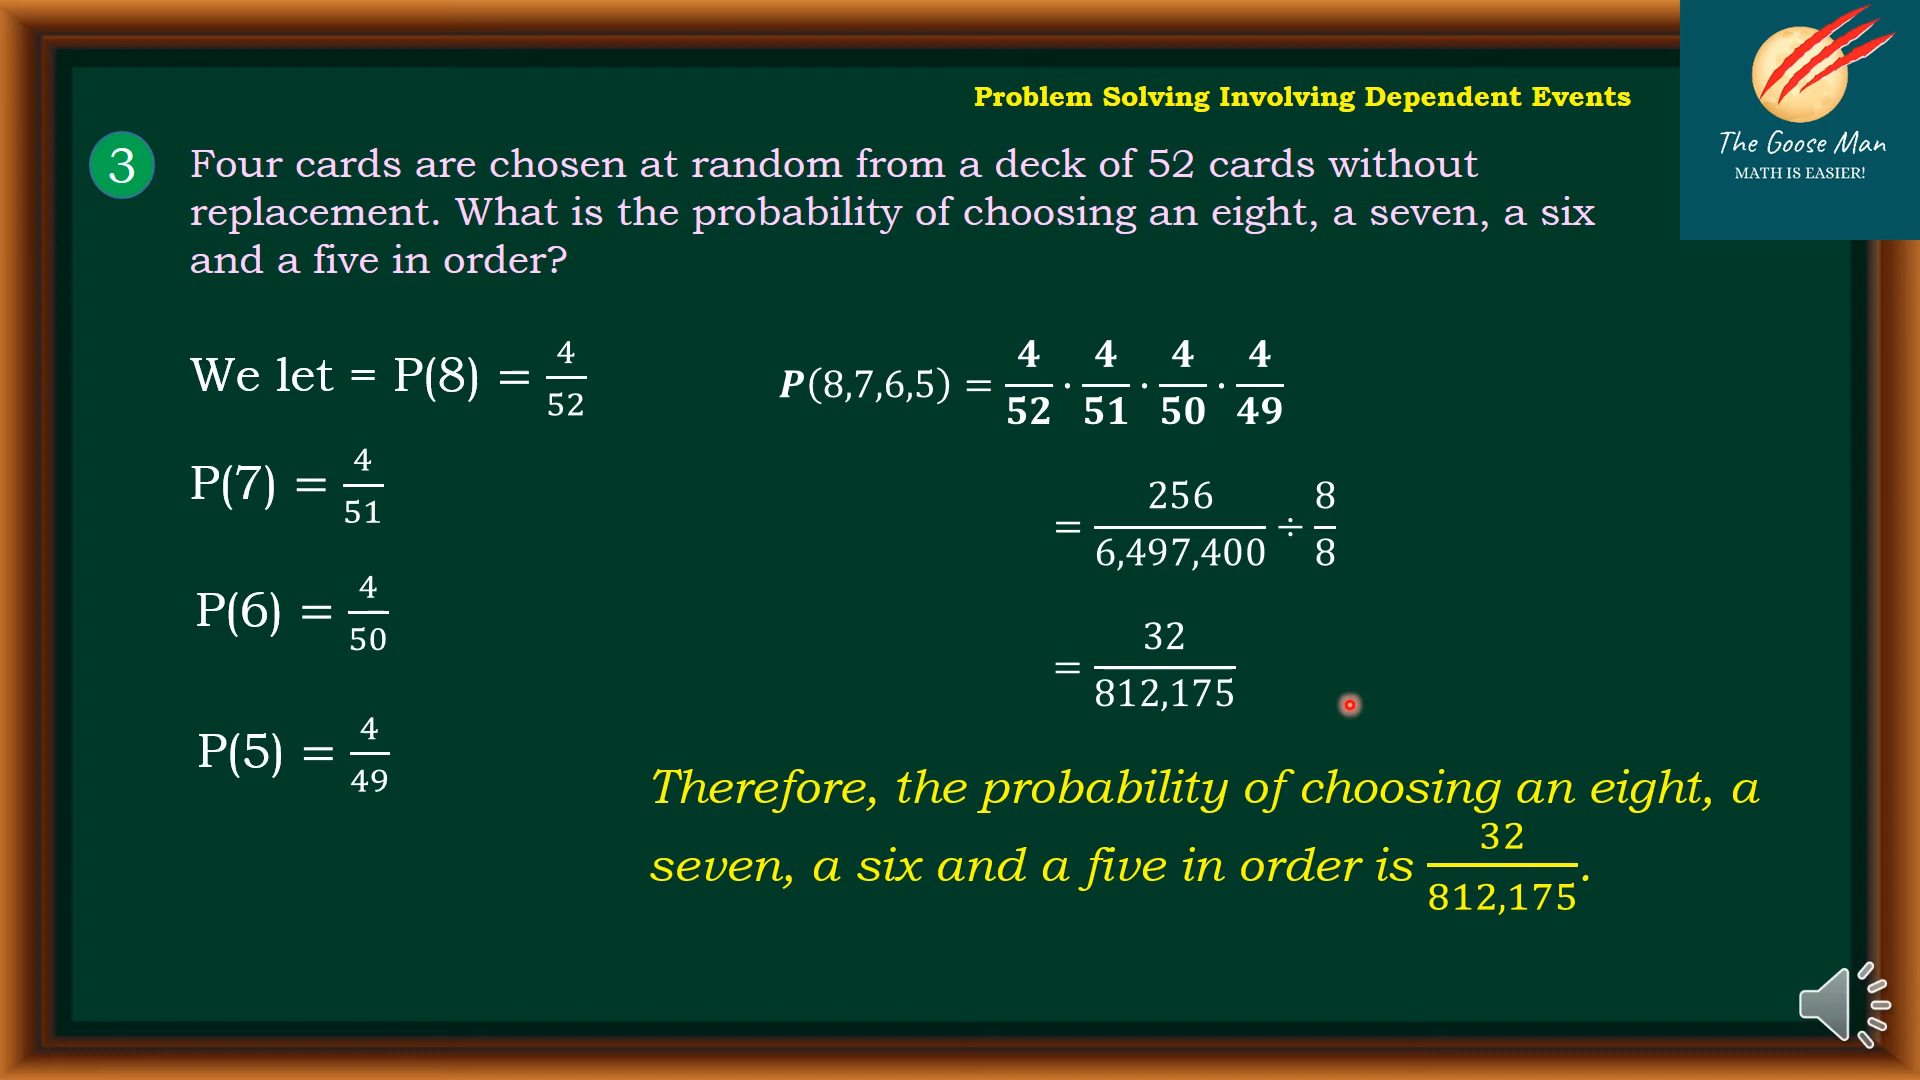 The Goose Man
MATH IS EASIER!
Problem Solving Involving Dependent Events
3
Four cards are chosen at random from a deck of 52 cards without
replacement. What is the probability of choosing an eight, a seven, a six
and a five in order?
We let = P(8) = 4/52
P(7) = 4/51
P(6) = 4/50
P(5) = 4/49
P(8,7,6,5) = 4/52 · 4/51 · 4/50 · 4/49
= 256/6,497,400 ÷ 8/8
= 32/812,175
Therefore, the probability of choosing an eight, a
seven, a six and a five in order is 32/812,175.